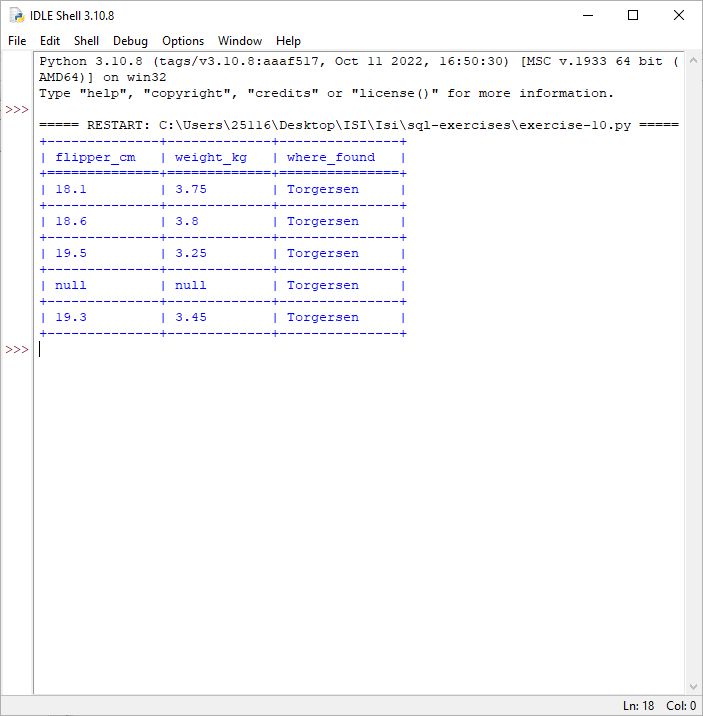 IDLE Shell 3.10.8
File Edit Shell Debug Options Window Help
Python 3.10.8 (tags/v3.10.8:aaaf517, Oct 11 2022, 16:50:30) [MSC v.1933 64 bit (
AMD64)] on win32
Type "help", "copyright", "credits" or "license()" for more information.
>>>
===== RESTART: C:\Users\25116\Desktop\ISI\Isi\sql-exercises\exercise-10.py =====
+--------------+-------------+---------------+
| flipper_cm   | weight_kg   | where_found   |
+==============+=============+===============+
| 18.1         | 3.75        | Torgersen     |
+--------------+-------------+---------------+
| 18.6         | 3.8         | Torgersen     |
+--------------+-------------+---------------+
| 19.5         | 3.25        | Torgersen     |
+--------------+-------------+---------------+
| null         | null        | Torgersen     |
+--------------+-------------+---------------+
| 19.3         | 3.45        | Torgersen     |
+--------------+-------------+---------------+
>>>
Ln: 18 Col: 0